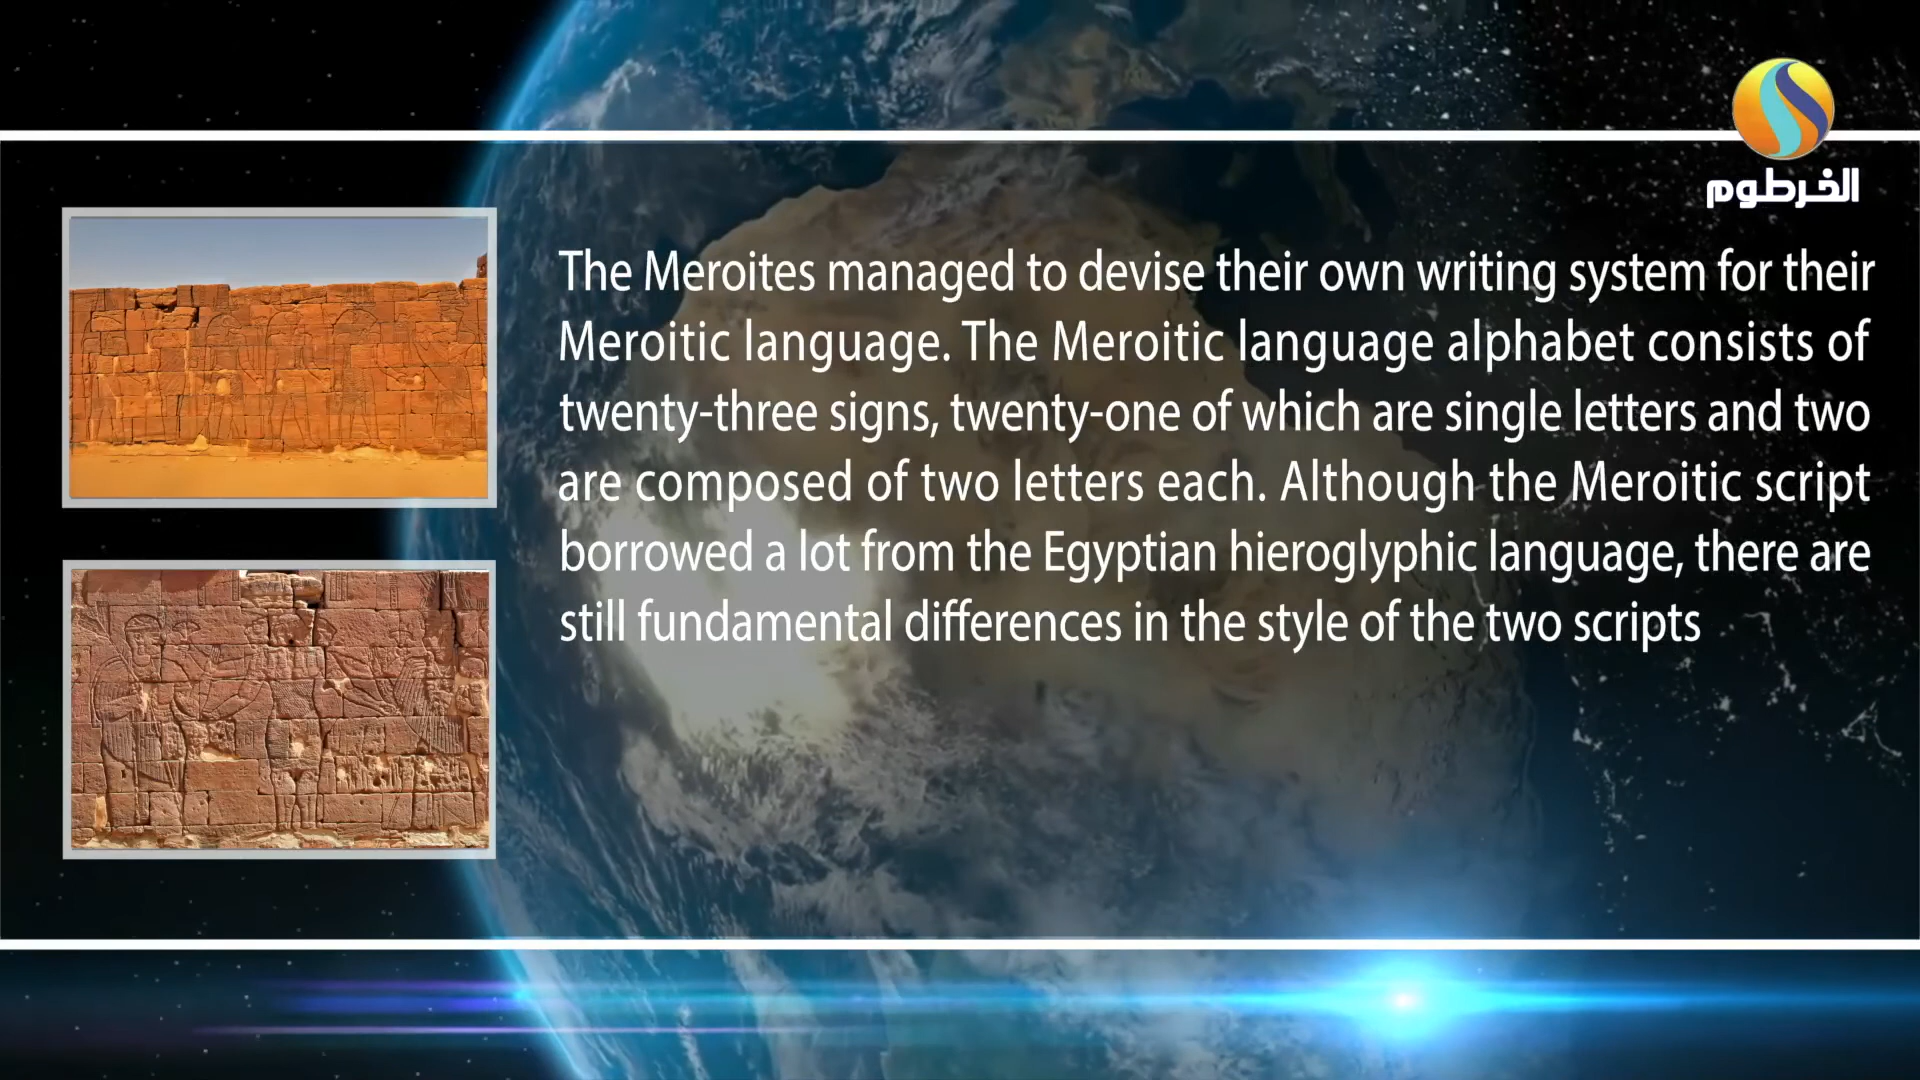 الخرطوم
The Meroites managed to devise their own writing system for their
Meroitic language. The Meroitic language alphabet consists of
twenty-three signs, twenty-one of which are single letters and two
are composed of two letters each. Although the Meroitic script
borrowed a lot from the Egyptian hieroglyphic language, there are
still fundamental differences in the style of the two scripts